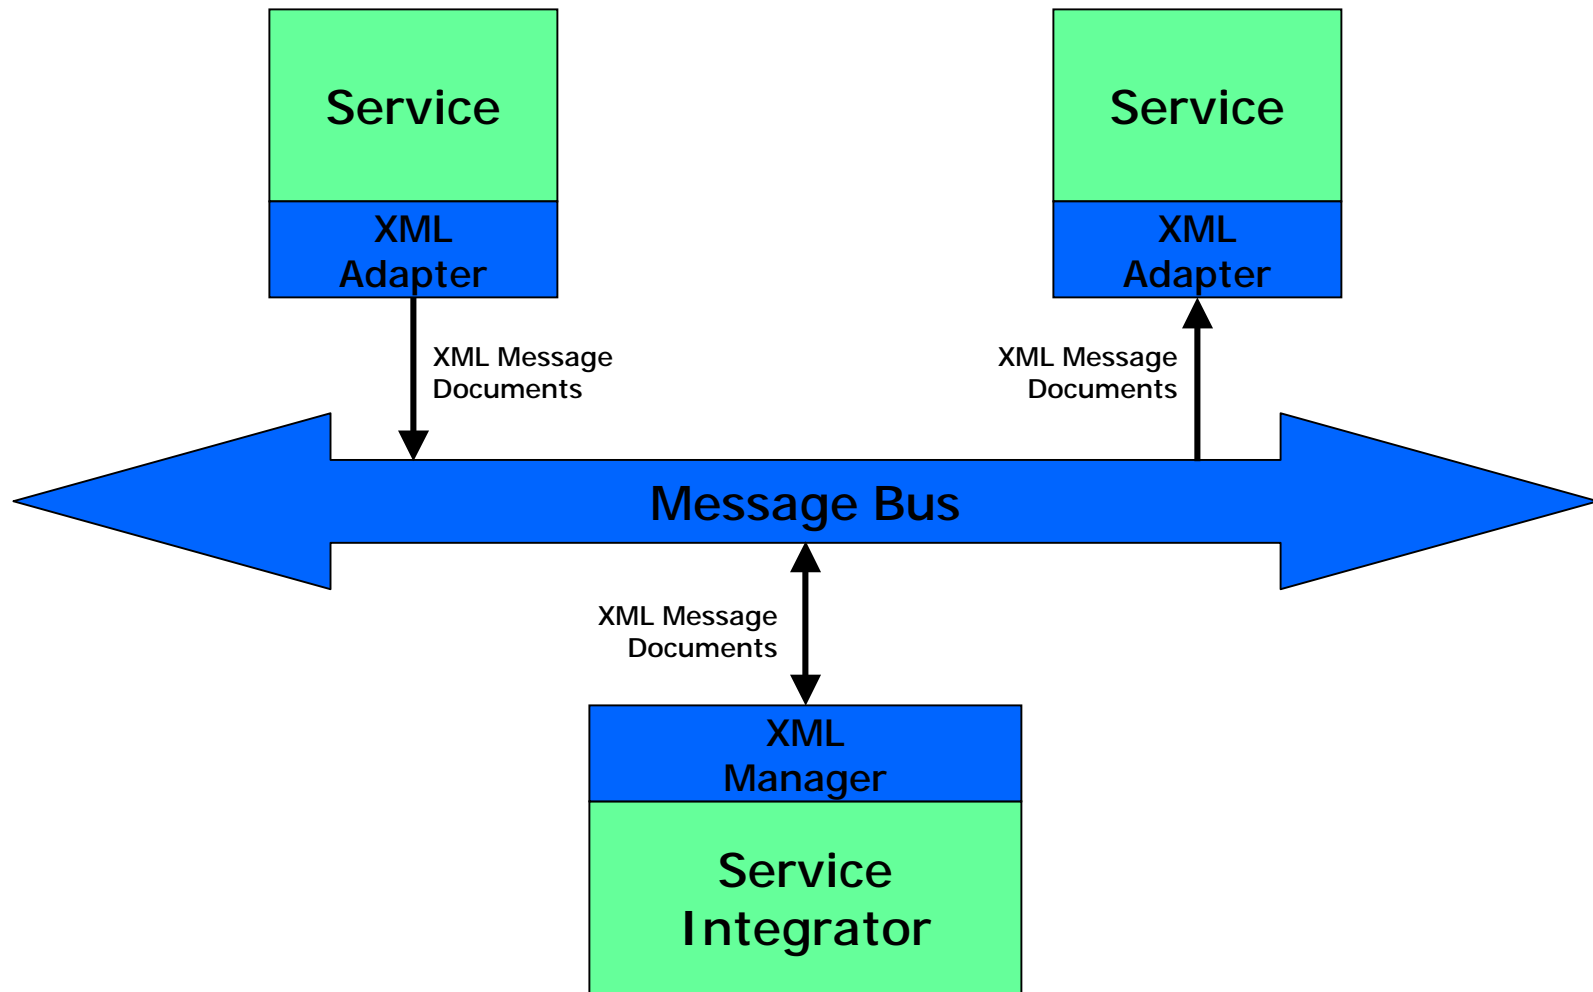 Service
XML
Adapter
XML Message
Documents
Service
XML
Adapter
XML Message
Documents
Message Bus
XML Message
Documents
XML
Manager
Service
Integrator